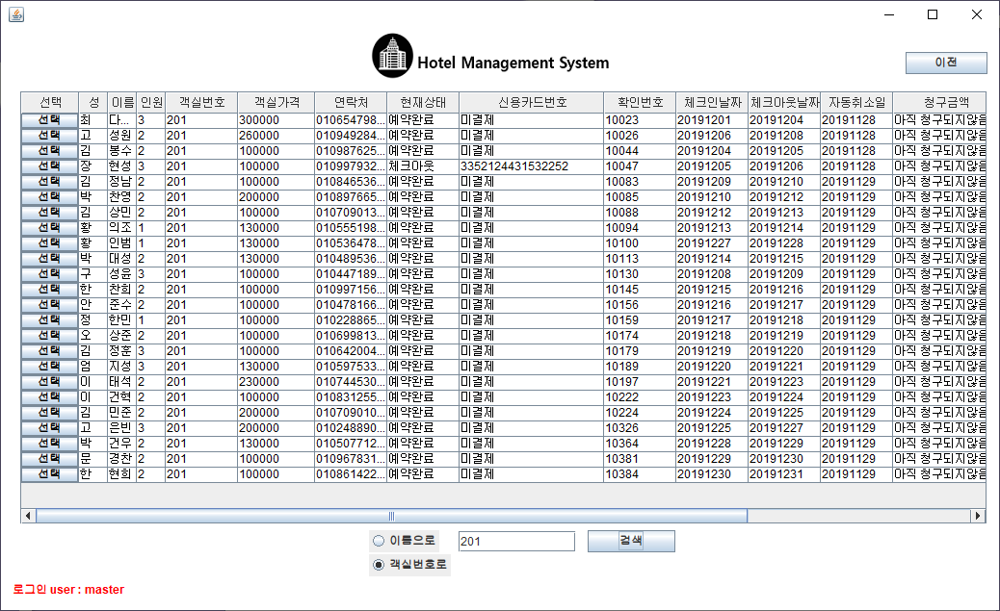 Hotel Management System
이전
선택 성 이름 인원 객실번호 객실가격 연락처 현재상태 신용카드번호 확인번호 체크인날짜 체크아웃날짜 자동취소일 청구금액
선택 최 다... 3 201 300000 010654798... 예약완료 미결제 10023 20191201 20191204 20191128 아직 청구되지않음
선택 고 성원 2 201 260000 010949284... 예약완료 미결제 10026 20191206 20191208 20191128 아직 청구되지않음
선택 김 봉수 2 201 100000 010987625... 예약완료 미결제 10044 20191204 20191205 20191128 아직 청구되지않음
선택 장 현성 3 201 100000 010997932... 체크아웃 3352124431532252 10047 20191205 20191206 20191128 아직 청구되지않음
선택 김 정남 2 201 100000 010846536... 예약완료 미결제 10083 20191209 20191210 20191129 아직 청구되지않음
선택 박 찬영 2 201 200000 010897665... 예약완료 미결제 10085 20191210 20191212 20191129 아직 청구되지않음
선택 김 상민 2 201 100000 010709013... 예약완료 미결제 10088 20191212 20191213 20191129 아직 청구되지않음
선택 황 의조 1 201 130000 010555198... 예약완료 미결제 10094 20191213 20191214 20191129 아직 청구되지않음
선택 황 인범 1 201 130000 010536478... 예약완료 미결제 10100 20191227 20191228 20191129 아직 청구되지않음
선택 박 대성 2 201 130000 010489536... 예약완료 미결제 10113 20191214 20191215 20191129 아직 청구되지않음
선택 구 성윤 3 201 100000 010447189... 예약완료 미결제 10130 20191208 20191209 20191129 아직 청구되지않음
선택 한 찬희 2 201 100000 010997156... 예약완료 미결제 10145 20191215 20191216 20191129 아직 청구되지않음
선택 안 준수 2 201 100000 010478166... 예약완료 미결제 10156 20191216 20191217 20191129 아직 청구되지않음
선택 정 한민 1 201 100000 010228865... 예약완료 미결제 10159 20191217 20191218 20191129 아직 청구되지않음
선택 오 상준 2 201 100000 010699813... 예약완료 미결제 10174 20191218 20191219 20191129 아직 청구되지않음
선택 김 정훈 3 201 100000 010642004... 예약완료 미결제 10179 20191219 20191220 20191129 아직 청구되지않음
선택 엄 지성 3 201 130000 010597533... 예약완료 미결제 10189 20191220 20191221 20191129 아직 청구되지않음
선택 이 태석 2 201 230000 010744530... 예약완료 미결제 10197 20191221 20191223 20191129 아직 청구되지않음
선택 이 건혁 2 201 100000 010831255... 예약완료 미결제 10222 20191223 20191224 20191129 아직 청구되지않음
선택 김 민준 2 201 200000 010709010... 예약완료 미결제 10224 20191224 20191225 20191129 아직 청구되지않음
선택 고 은빈 3 201 200000 010248890... 예약완료 미결제 10326 20191225 20191227 20191129 아직 청구되지않음
선택 박 건우 2 201 130000 010507712... 예약완료 미결제 10364 20191228 20191229 20191129 아직 청구되지않음
선택 문 경찬 2 201 100000 010967831... 예약완료 미결제 10381 20191229 20191230 20191129 아직 청구되지않음
선택 한 현희 2 201 100000 010861422... 예약완료 미결제 10384 20191230 20191231 20191129 아직 청구되지않음
이름으로 201 검색
객실번호로
로그인 user : master